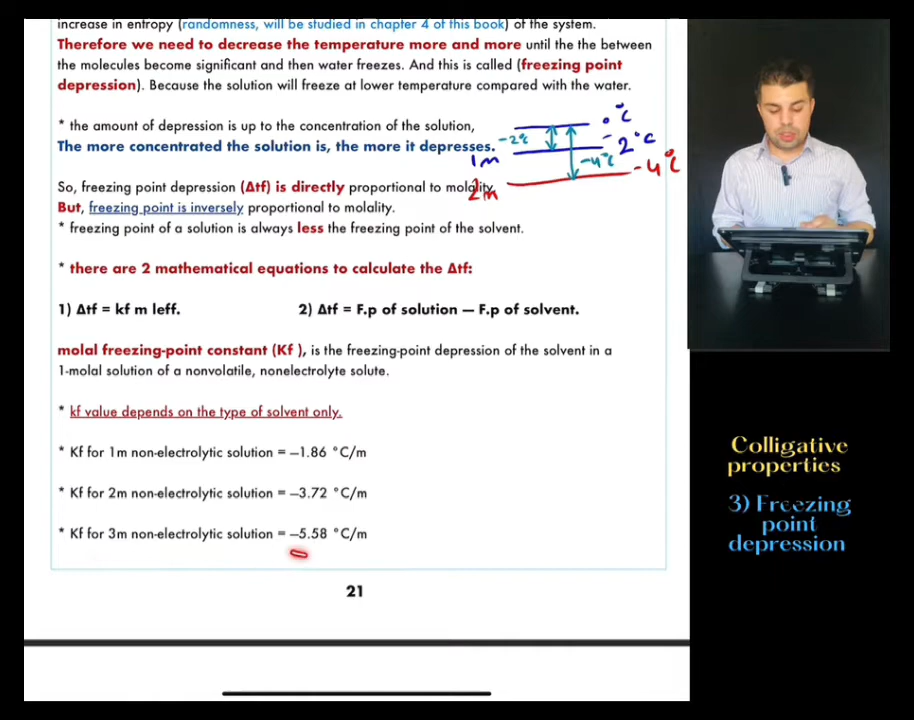 increase in entropy (randomness, will be studied in chapter 4 of this book) of the system.
Therefore we need to decrease the temperature more and more until the the between
the molecules become significant and then water freezes. And this is called (freezing point
depression). Because the solution will freeze at lower temperature compared with the water.
* the amount of depression is up to the concentration of the solution,
The more concentrated the solution is, the more it depresses.
0 °C
-2°C
- 2 °C
1m
-4°C
- 4 °C
2m
So, freezing point depression (Δtf) is directly proportional to molality.
But, freezing point is inversely proportional to molality.
* freezing point of a solution is always less the freezing point of the solvent.
* there are 2 mathematical equations to calculate the Δtf:
1) Δtf = kf m Ieff. 2) Δtf = F.p of solution – F.p of solvent.
molal freezing-point constant (Kf ), is the freezing-point depression of the solvent in a
1-molal solution of a nonvolatile, nonelectrolyte solute.
* kf value depends on the type of solvent only.
* Kf for 1m non-electrolytic solution = –1.86 °C/m
* Kf for 2m non-electrolytic solution = –3.72 °C/m
* Kf for 3m non-electrolytic solution = –5.58 °C/m
21
Colligative
properties
3) Freezing
point
depression